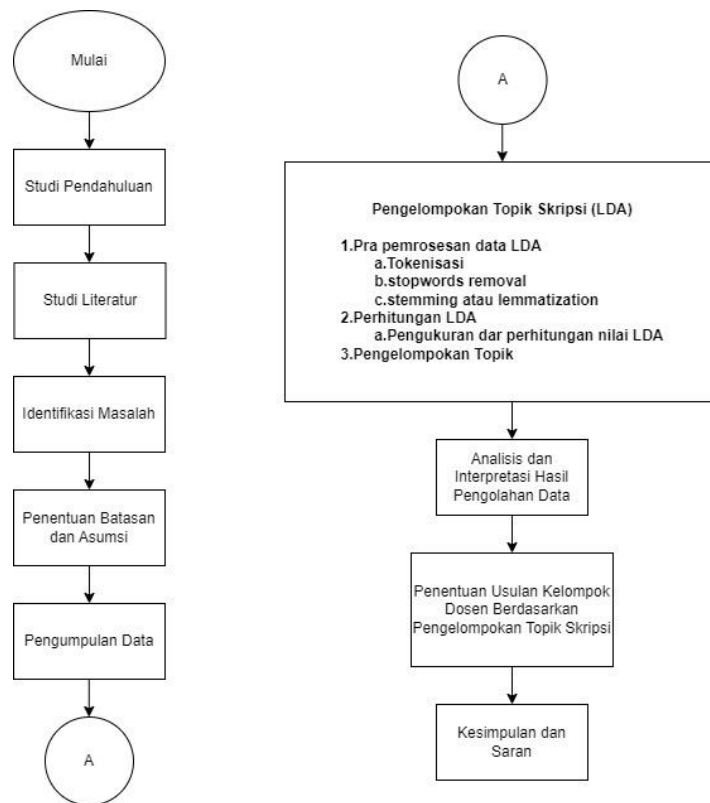 Mulai
Studi Pendahuluan
Studi Literatur
Identifikasi Masalah
Penentuan Batasan
dan Asumsi
Pengumpulan Data
A
A
Pengelompokan Topik Skripsi (LDA)
1.Pra pemrosesan data LDA
a.Tokenisasi
b.stopwords removal
c.stemming atau lemmatization
2.Perhitungan LDA
a.Pengukuran dar perhitungan nilai LDA
3.Pengelompokan Topik
Analisis dan
Interpretasi Hasil
Pengolahan Data
Penentuan Usulan Kelompok
Dosen Berdasarkan
Pengelompokan Topik Skripsi
Kesimpulan dan
Saran